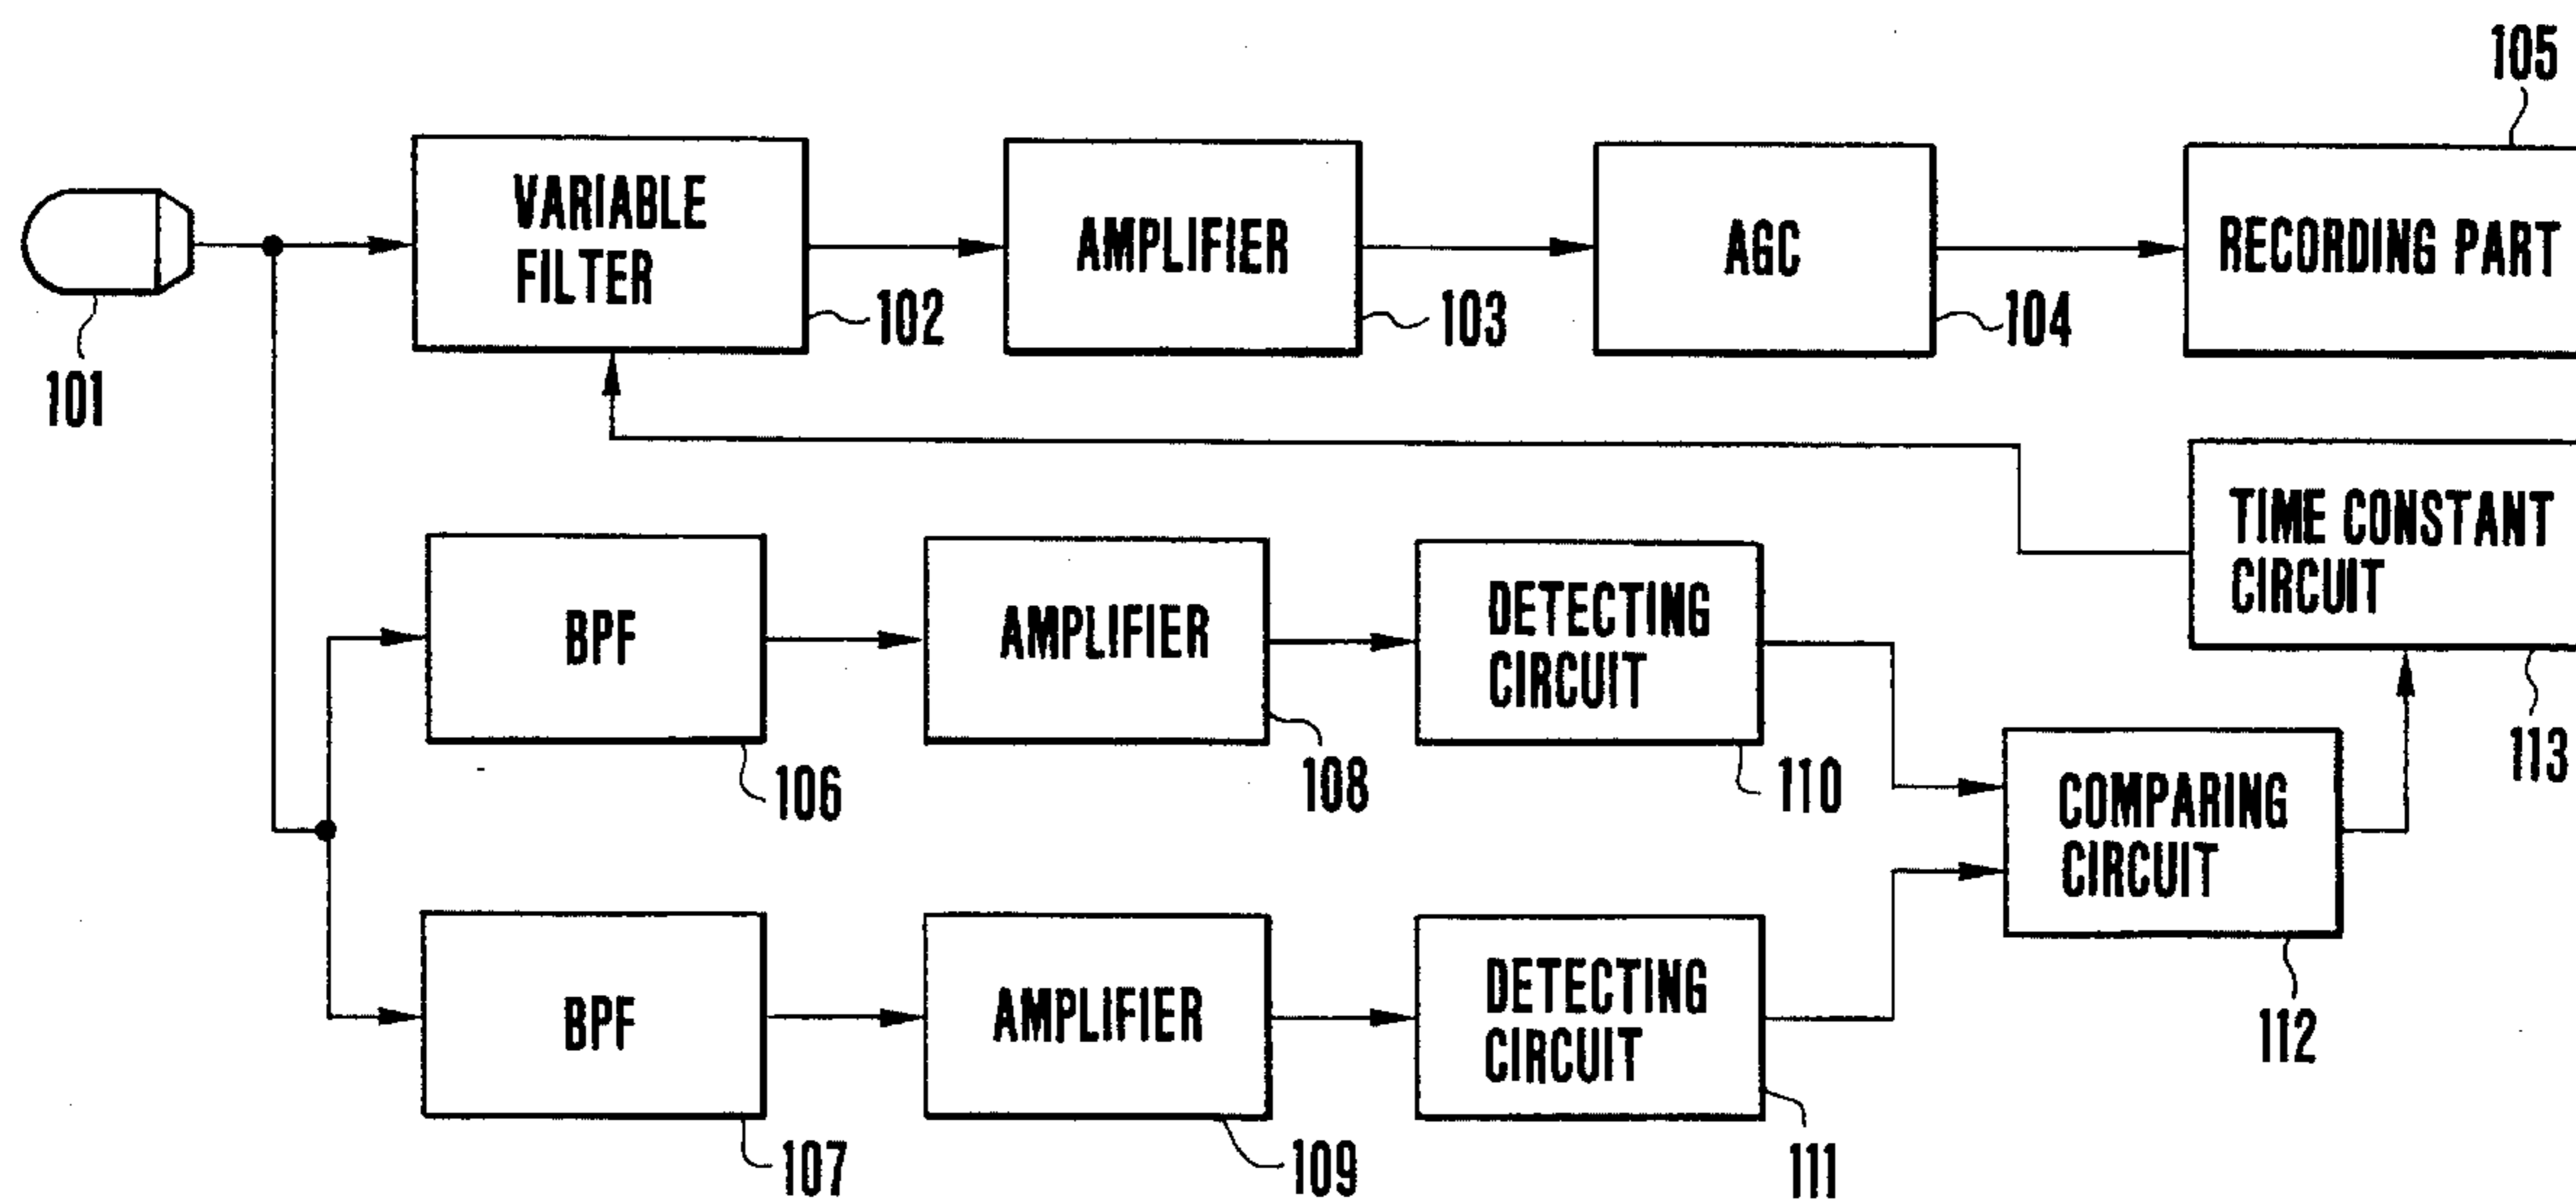 105
VARIABLE
FILTER
AMPLIFIER
AGC
RECORDING PART
101
102
103
104
TIME CONSTANT
CIRCUIT
113
BPF
AMPLIFIER
DETECTING
CIRCUIT
106
108
110
COMPARING
CIRCUIT
112
BPF
AMPLIFIER
DETECTING
CIRCUIT
107
109
111